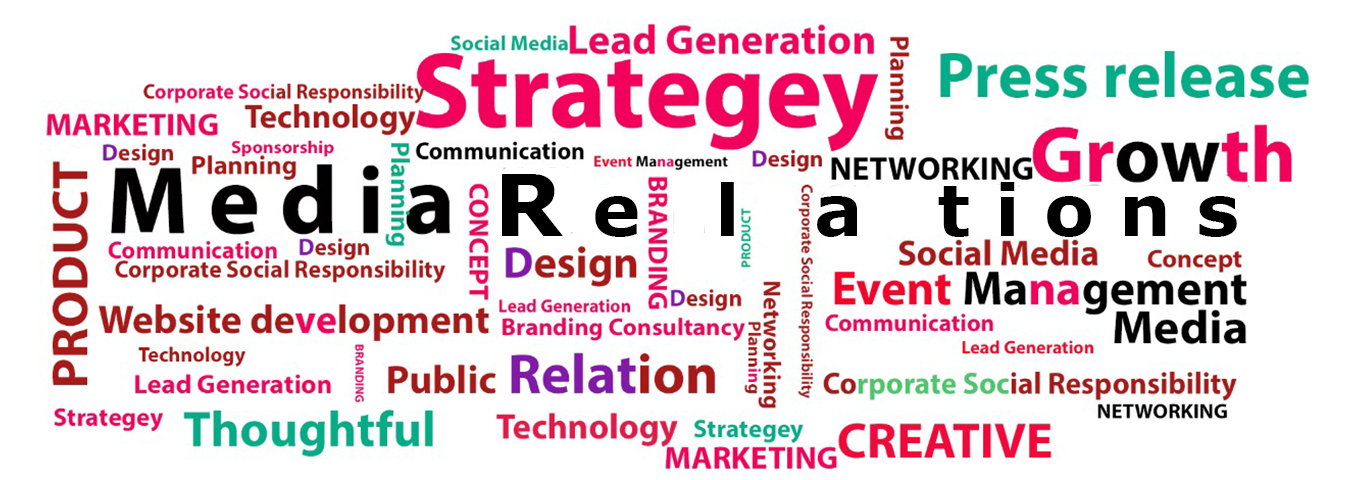 Social Media
Lead Generation
Strategey
Planning
Press release
Corporate Social Responsibility
MARKETING
Technology
Growth
Design
Sponsorship
Planning
Planning
Communication
Event Management
Design
NETWORKING
PRODUCT
Media Relations
CONCEPT
BRANDING
PRODUCT
Corporate Social Responsibility
Communication
Design
Corporate Social Responsibility
Design
Social Media
Concept
Event Management
Lead Generation
Design
Networking
Website development
Branding Consultancy
Planning
Communication
Media
Technology
BRANDING
Lead Generation
Lead Generation
Public Relation
Corporate Social Responsibility
NETWORKING
Strategey
Thoughtful
Technology
Strategey
CREATIVE
MARKETING